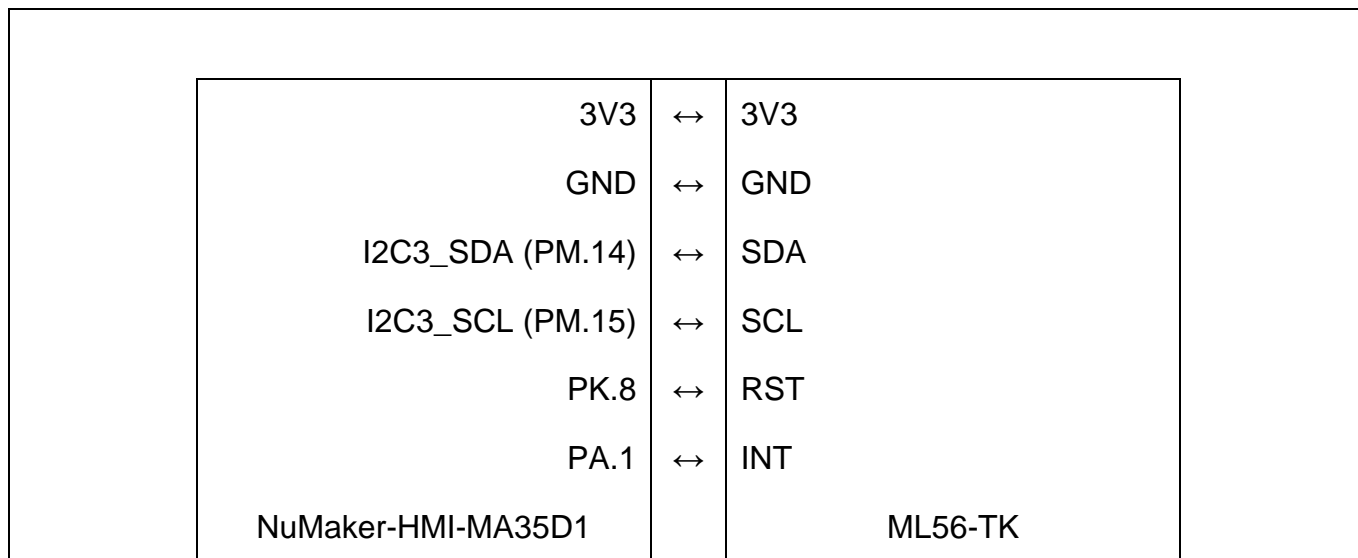 3V3 ↔ 3V3
GND ↔ GND
I2C3_SDA (PM.14) ↔ SDA
I2C3_SCL (PM.15) ↔ SCL
PK.8 ↔ RST
PA.1 ↔ INT
NuMaker-HMI-MA35D1 ML56-TK